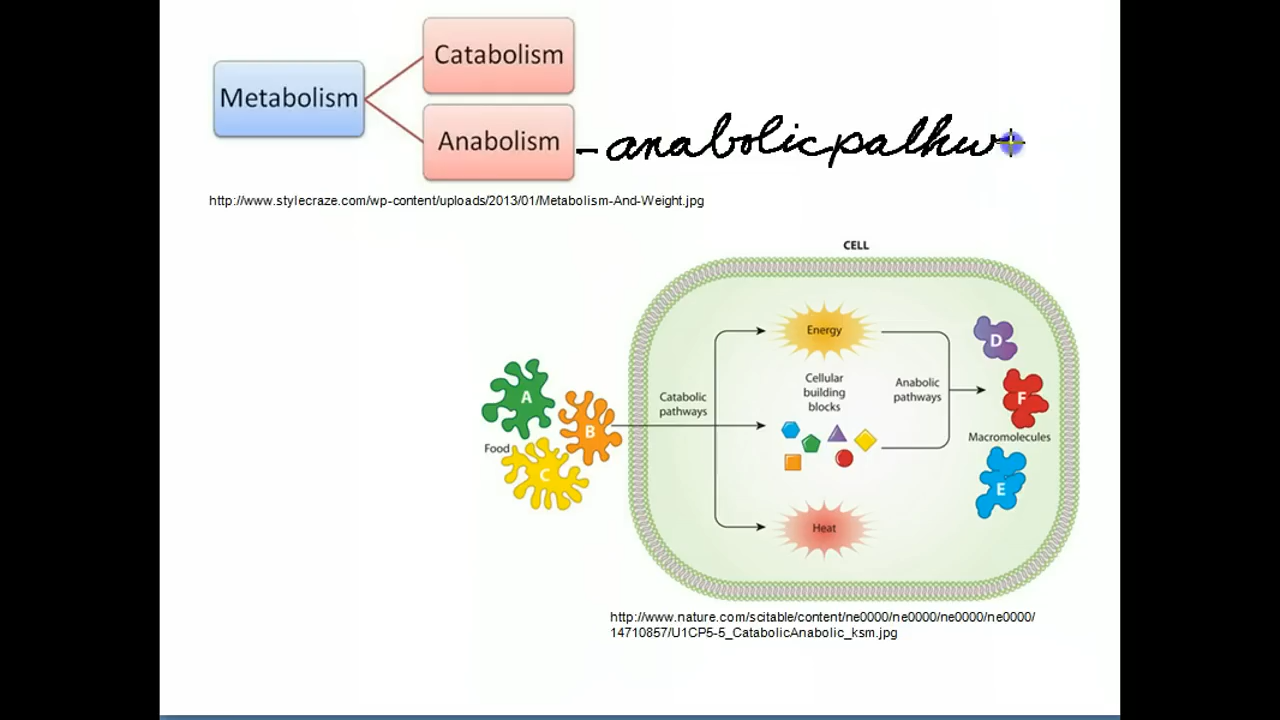 Catabolism
Metabolism
Anabolism
-anabolic pathw
http://www.stylecraze.com/wp-content/uploads/2013/01/Metabolism-And-Weight.jpg
CELL
Energy
D
Cellular
building
blocks
Anabolic
pathways
Catabolic
pathways
A
B
Food
C
F
Macromolecules
E
Heat
http://www.nature.com/scitable/content/ne0000/ne0000/ne0000/ne0000/
14710857/U1CP5-5_CatabolicAnabolic_ksm.jpg